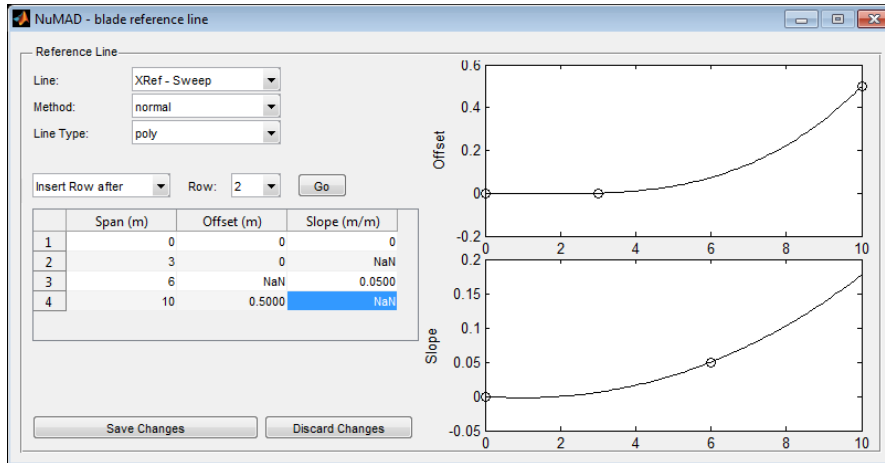 NuMAD - blade reference line
Reference Line
Line: XRef - Sweep
Method: normal
Line Type: poly
Insert Row after Row: 2 Go
Span (m) Offset (m) Slope (m/m)
1 0 0 0
2 3 0 NaN
3 6 NaN 0.0500
4 10 0.5000 NaN
Save Changes Discard Changes
0.6
0.4
0.2
0
-0.2
Offset
0 2 4 6 8 10
0.2
0.15
0.1
0.05
0
-0.05
Slope
0 2 4 6 8 10